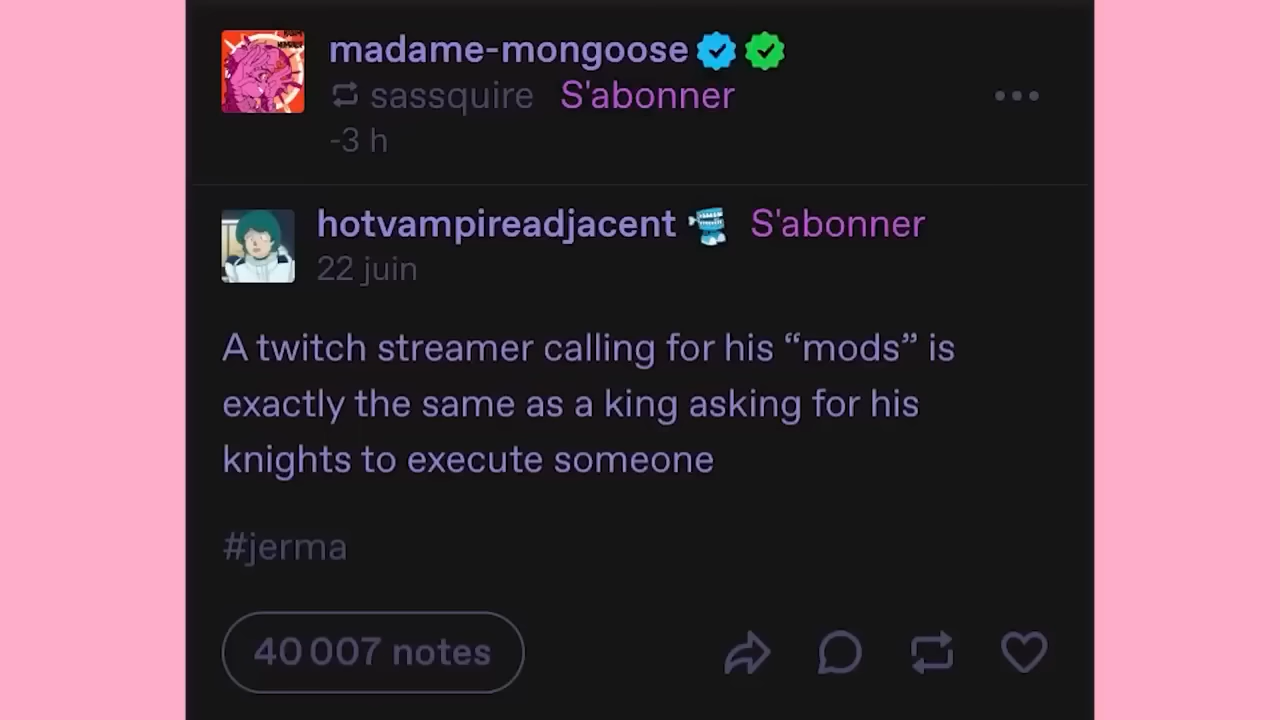 madame-mongoose
sassquire S'abonner
-3 h
hotvampireadjacent S'abonner
22 juin
A twitch streamer calling for his “mods” is
exactly the same as a king asking for his
knights to execute someone
#jerma
40 007 notes